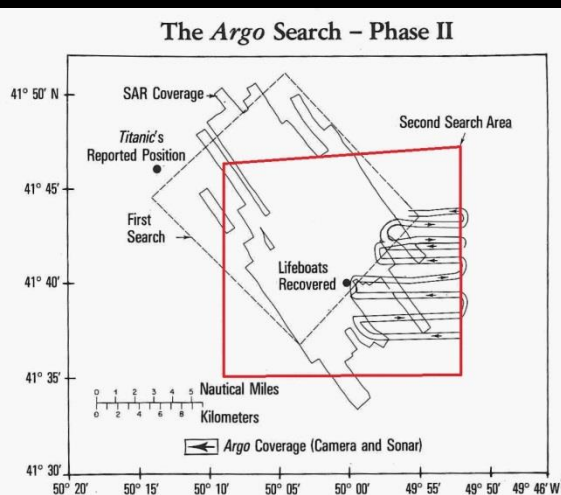 The Argo Search – Phase II
41° 50' N
SAR Coverage
Second Search Area
Titanic's
Reported Position
41° 45'
First
Search
41° 40'
Lifeboats
Recovered
41° 35'
0 1 2 3 4 5 Nautical Miles
0 2 4 6 8 Kilometers
Argo Coverage (Camera and Sonar)
41° 30'
50° 20' 50° 15' 50° 10' 50° 05' 50° 00' 49° 55' 49° 46' W